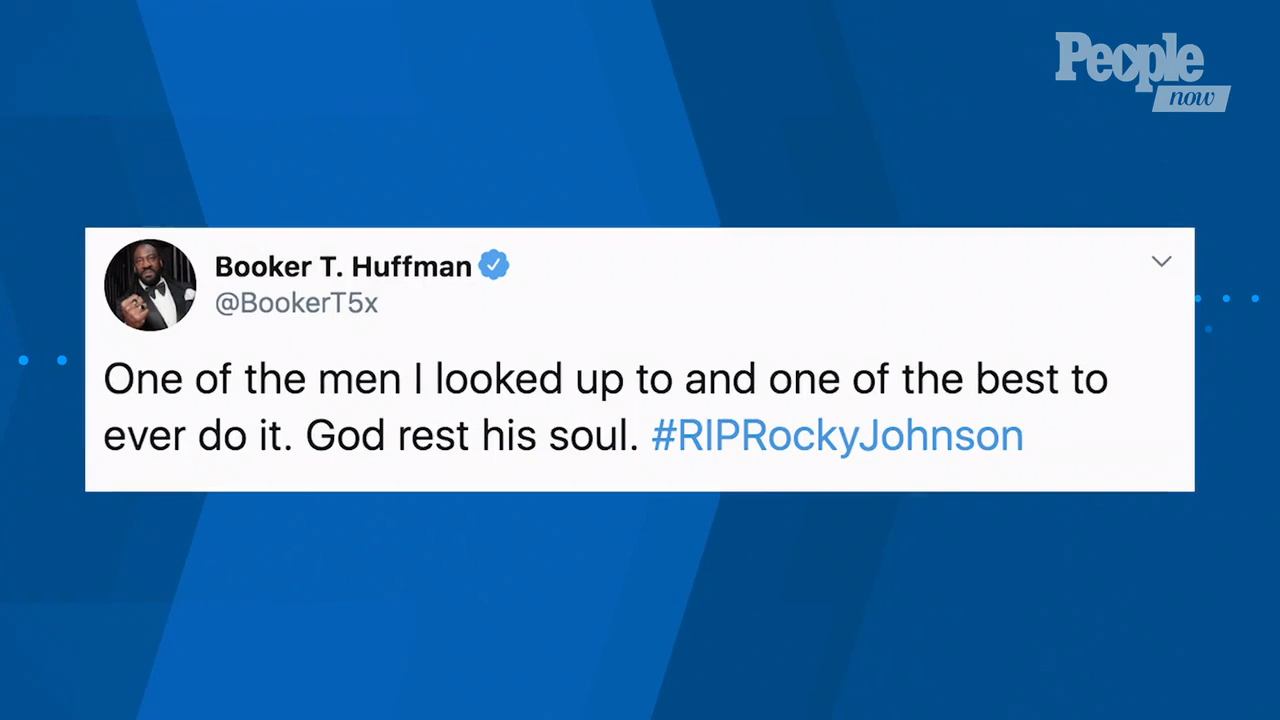 People
now
Booker T. Huffman
@BookerT5x
One of the men I looked up to and one of the best to
ever do it. God rest his soul. #RIPRockyJohnson